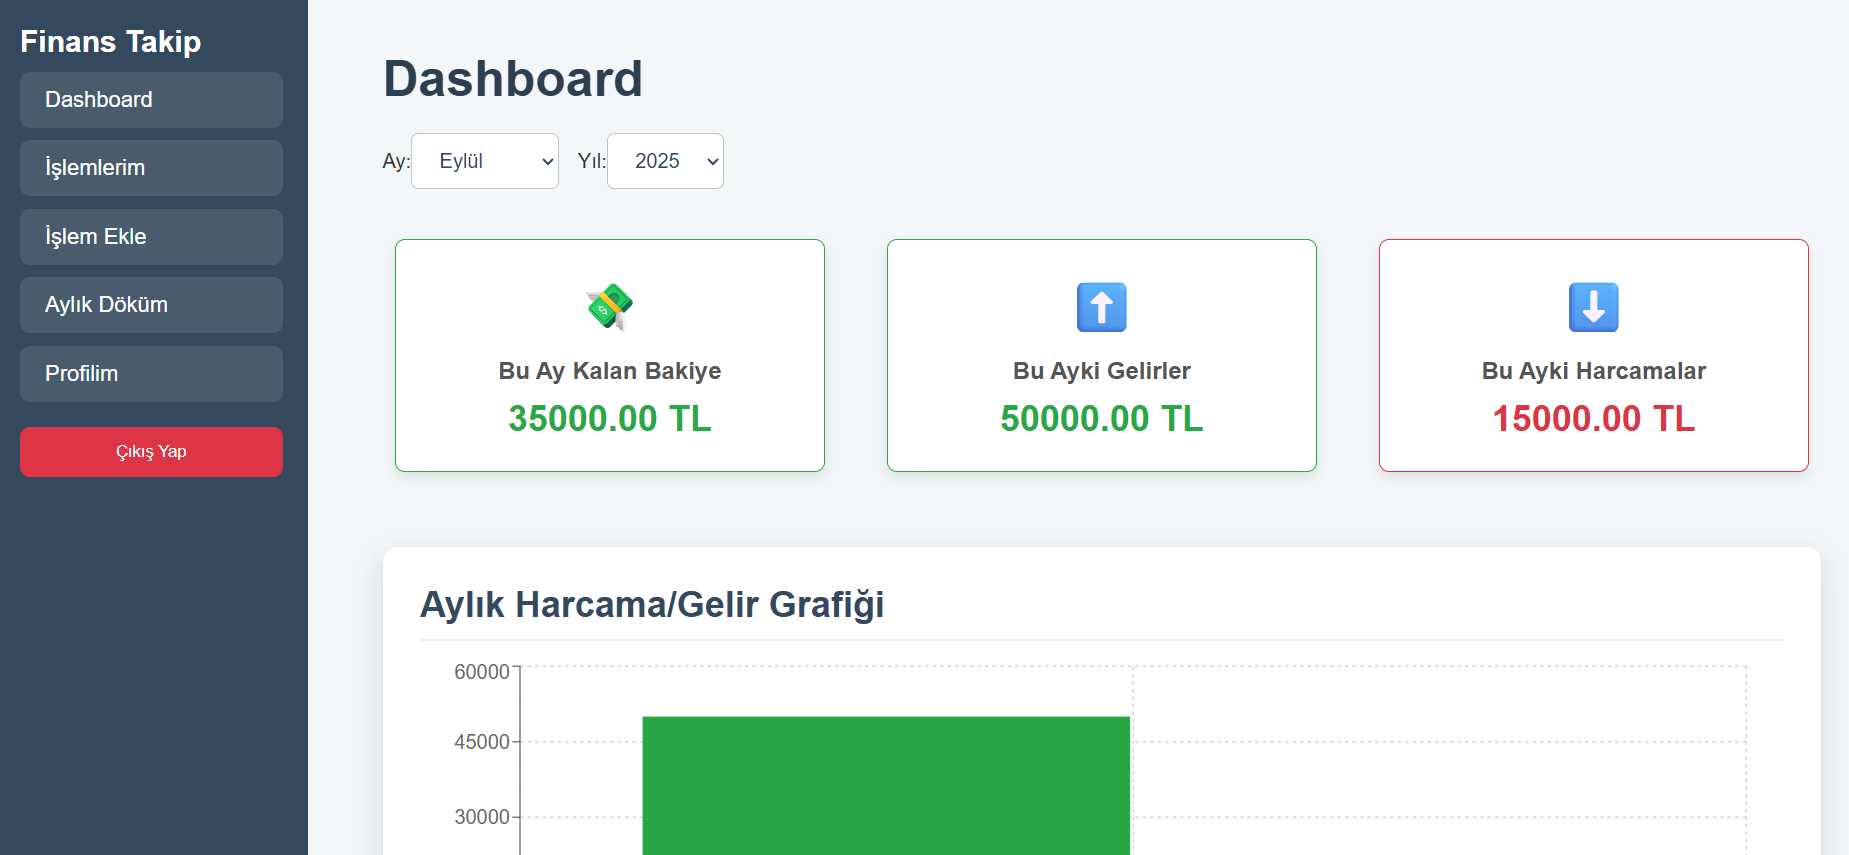 Finans Takip
Dashboard
İşlemlerim
İşlem Ekle
Aylık Döküm
Profilim
Çıkış Yap
Dashboard
Ay: Eylül Yıl: 2025
Bu Ay Kalan Bakiye
35000.00 TL
Bu Ayki Gelirler
50000.00 TL
Bu Ayki Harcamalar
15000.00 TL
Aylık Harcama/Gelir Grafiği
60000
45000
30000